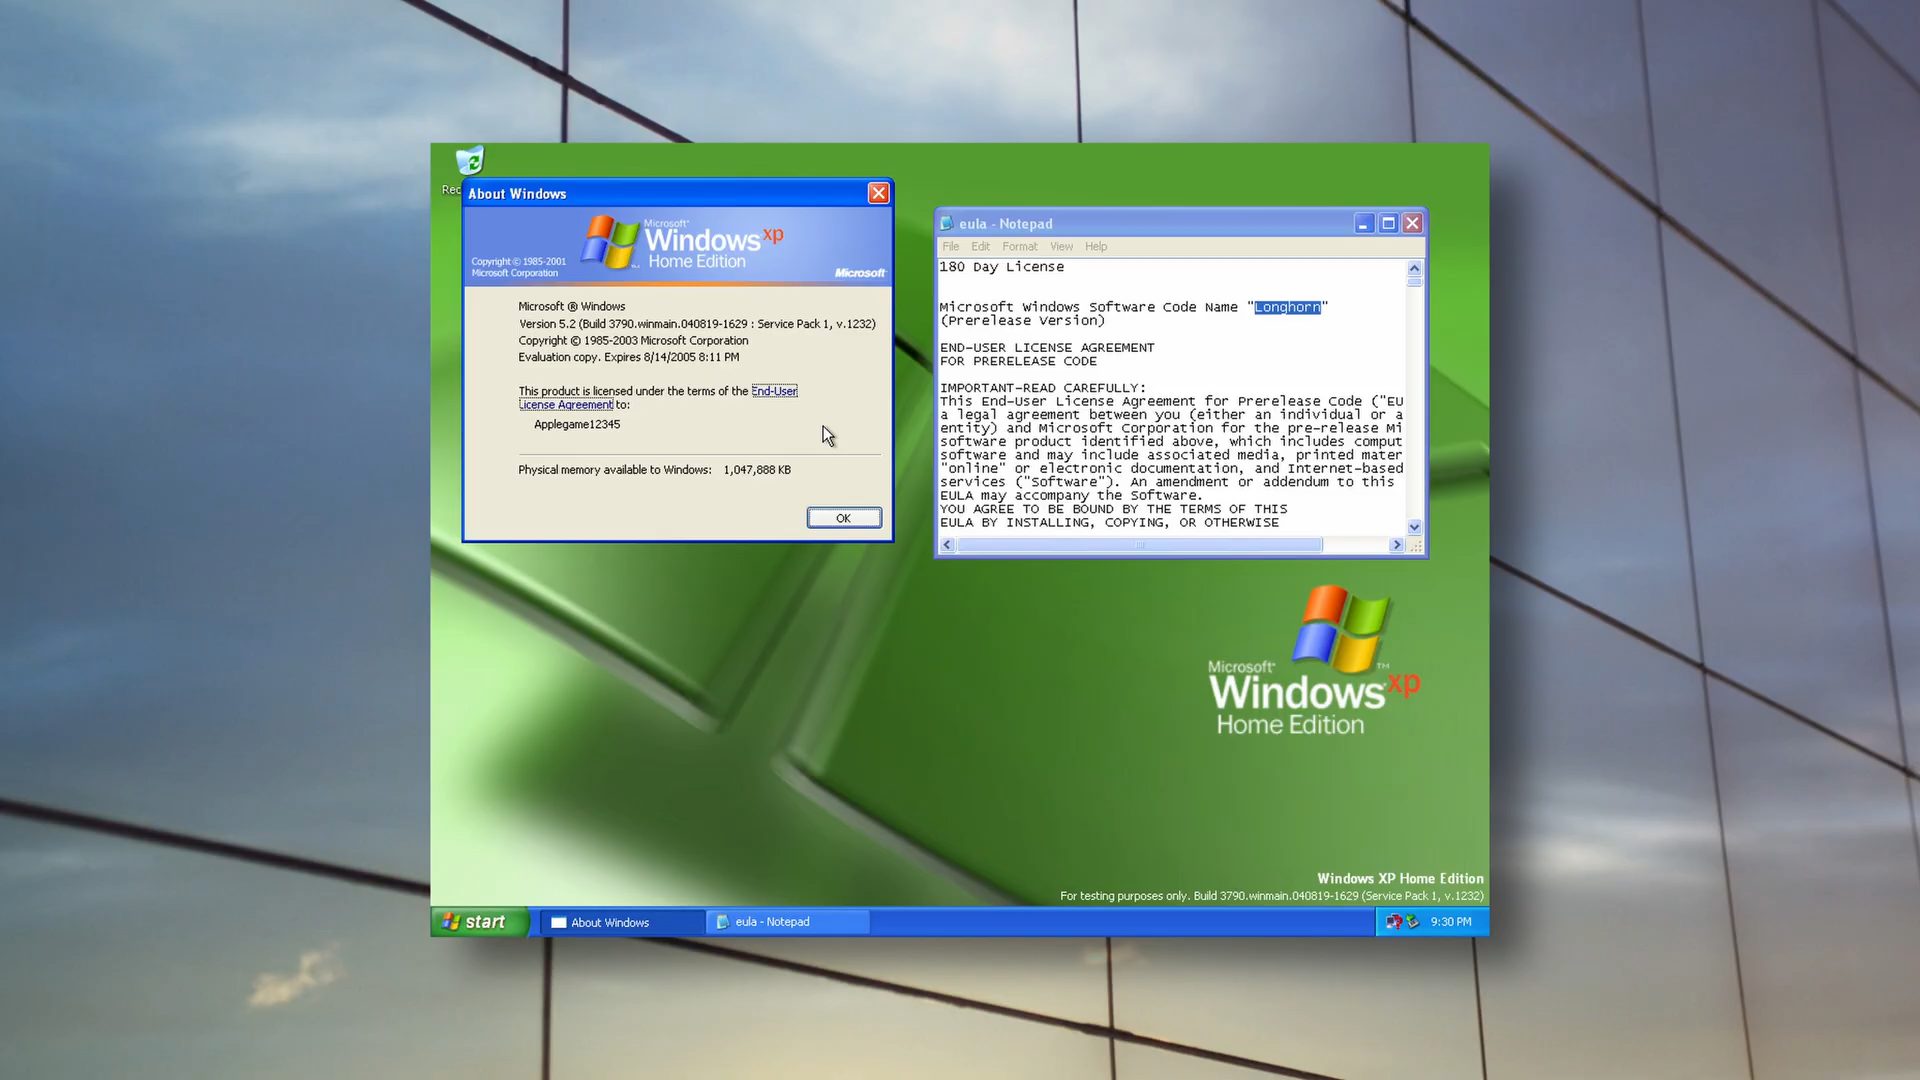 Rec
About Windows
Microsoft®
Windows xp
Home Edition
Copyright © 1985-2001
Microsoft Corporation
Microsoft
Microsoft ® Windows
Version 5.2 (Build 3790.winmain.040819-1629 : Service Pack 1, v.1232)
Copyright © 1985-2003 Microsoft Corporation
Evaluation copy. Expires 8/14/2005 8:11 PM
This product is licensed under the terms of the End-User
License Agreement to:
Applegame12345
Physical memory available to Windows: 1,047,888 KB
OK
eula - Notepad
File Edit Format View Help
180 Day License
Microsoft Windows Software Code Name "Longhorn"
(Prerelease Version)
END-USER LICENSE AGREEMENT
FOR PRERELEASE CODE
IMPORTANT-READ CAREFULLY:
This End-User License Agreement for Prerelease Code ("EU
a legal agreement between you (either an individual or a
entity) and Microsoft Corporation for the pre-release Mi
software product identified above, which includes comput
software and may include associated media, printed mater
"online" or electronic documentation, and Internet-based
services ("Software"). An amendment or addendum to this
EULA may accompany the Software.
YOU AGREE TO BE BOUND BY THE TERMS OF THIS
EULA BY INSTALLING, COPYING, OR OTHERWISE
Microsoft®
Windows xp
Home Edition
Windows XP Home Edition
For testing purposes only. Build 3790.winmain.040819-1629 (Service Pack 1, v.1232)
start
About Windows
eula - Notepad
9:30 PM